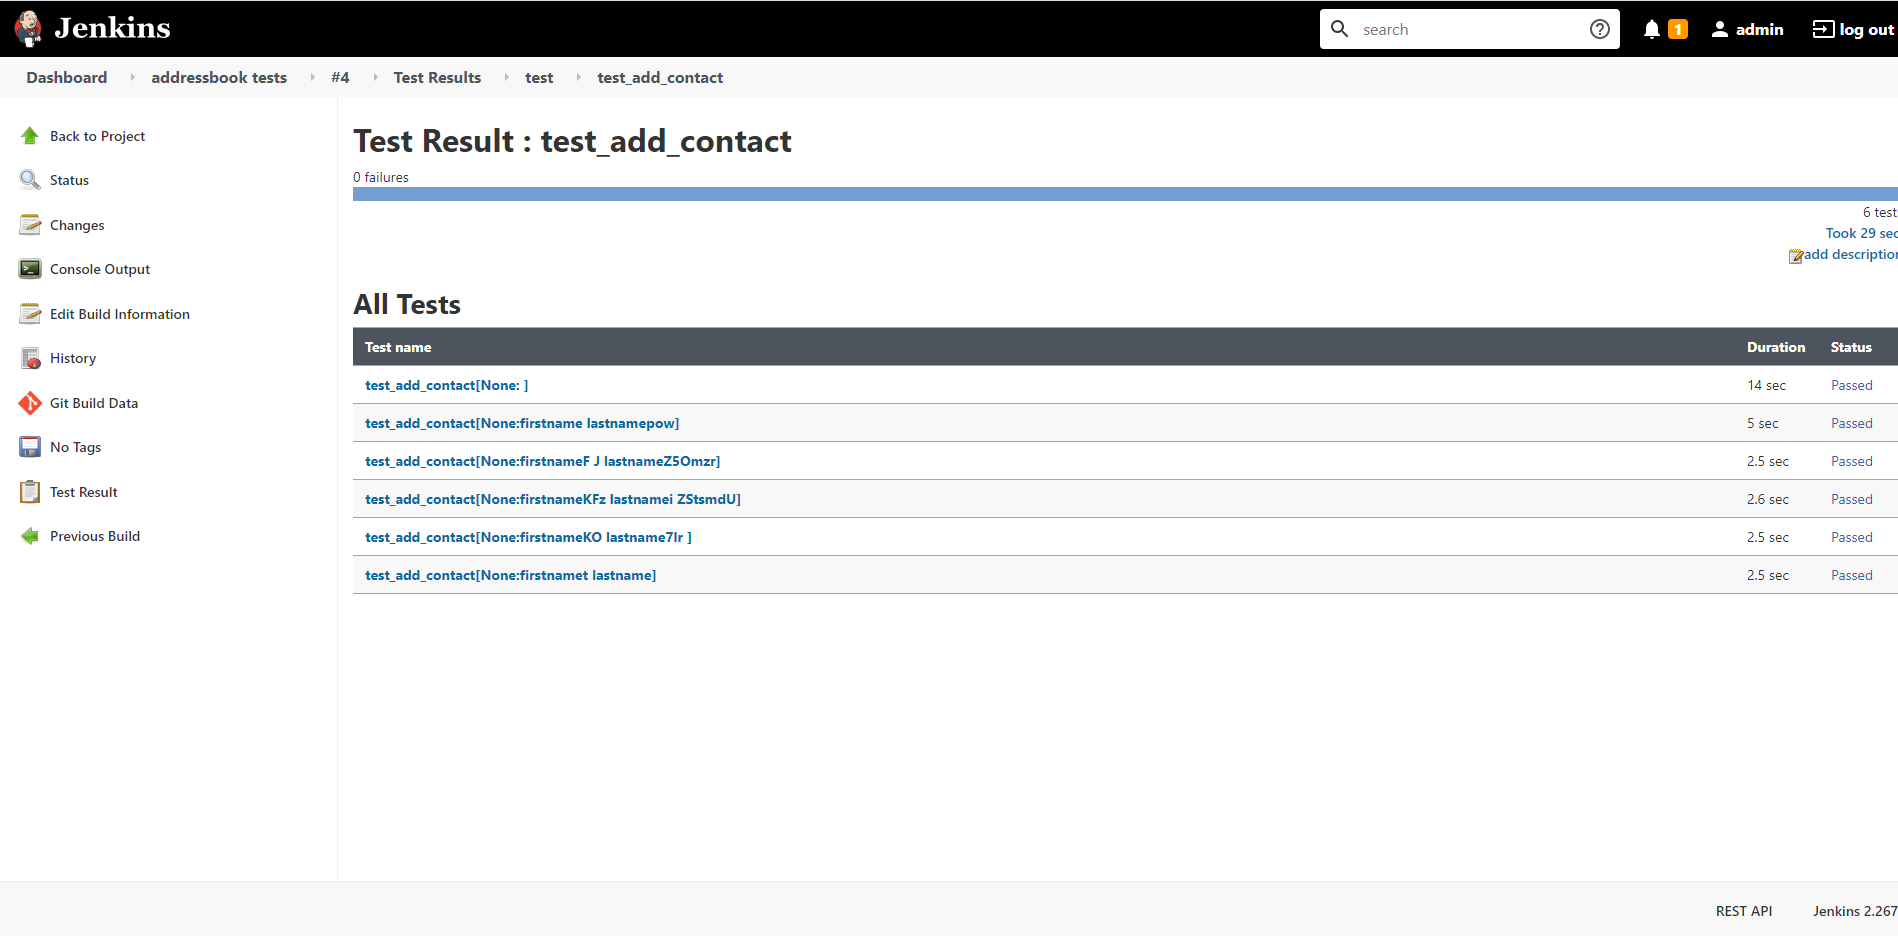 Jenkins
search
1
admin
log out
Dashboard addressbook tests #4 Test Results test test_add_contact
Back to Project
Status
Changes
Console Output
Edit Build Information
History
Git Build Data
No Tags
Test Result
Previous Build
Test Result : test_add_contact
0 failures
6 test
Took 29 sec
add description
All Tests
Test name Duration Status
test_add_contact[None: ] 14 sec Passed
test_add_contact[None:firstname lastnamepow] 5 sec Passed
test_add_contact[None:firstnameF J lastnameZ5Omzr] 2.5 sec Passed
test_add_contact[None:firstnameKFz lastnamei ZStsmdU] 2.6 sec Passed
test_add_contact[None:firstnameKO lastname7lr ] 2.5 sec Passed
test_add_contact[None:firstnamet lastname] 2.5 sec Passed
REST API Jenkins 2.267